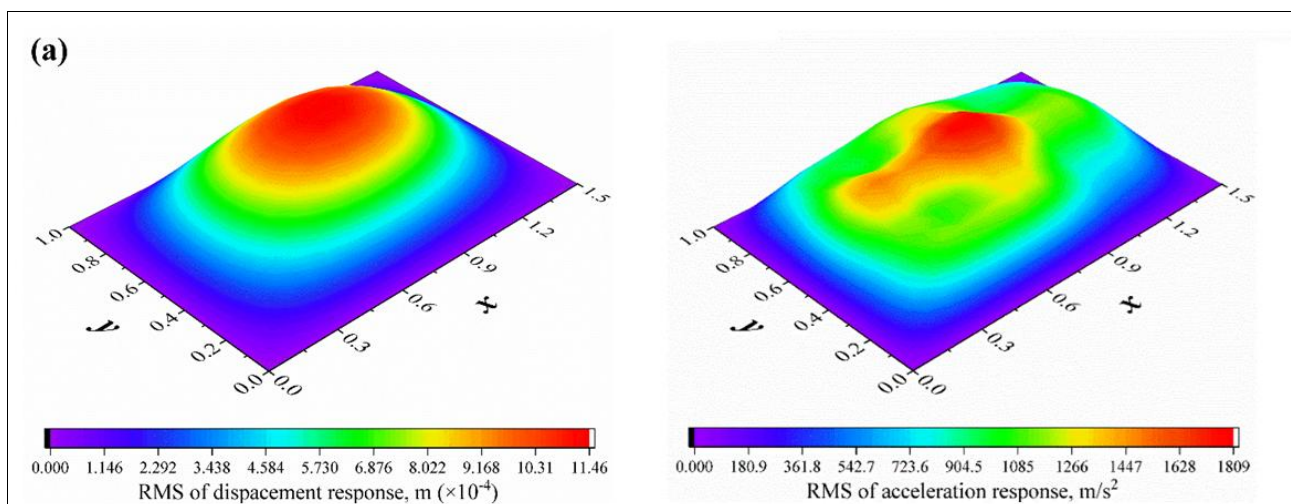 (a)
1.0
0.8
0.6
0.4
0.2
0.0
y
0.0
0.3
0.6
0.9
1.2
1.5
x
0.000 1.146 2.292 3.438 4.584 5.730 6.876 8.022 9.168 10.31 11.46
RMS of dispacement response, m (×10⁻⁴)
1.0
0.8
0.6
0.4
0.2
0.0
y
0.0
0.3
0.6
0.9
1.2
1.5
x
0.000 180.9 361.8 542.7 723.6 904.5 1085 1266 1447 1628 1809
RMS of acceleration response, m/s²